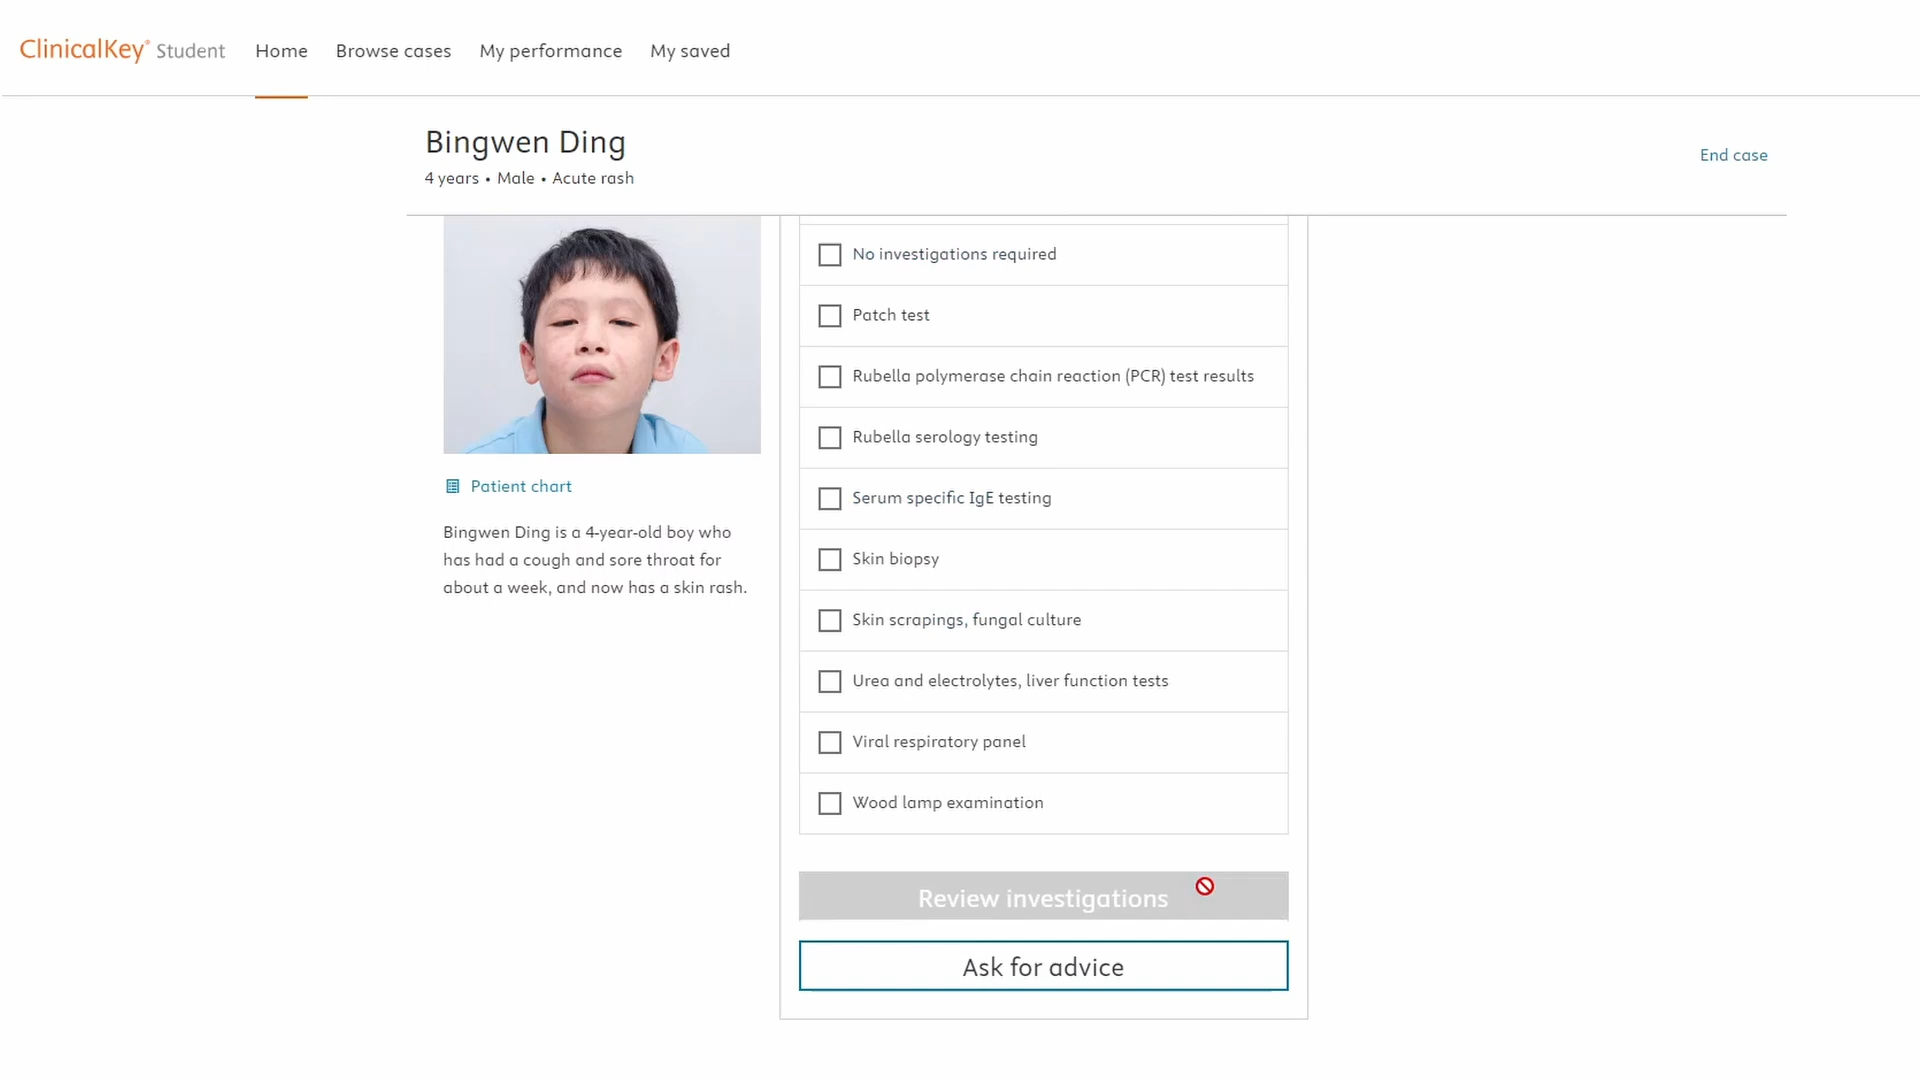 ClinicalKey® Student
Home
Browse cases
My performance
My saved
Bingwen Ding
4 years • Male • Acute rash
End case
Patient chart
Bingwen Ding is a 4-year-old boy who
has had a cough and sore throat for
about a week, and now has a skin rash.
No investigations required
Patch test
Rubella polymerase chain reaction (PCR) test results
Rubella serology testing
Serum specific IgE testing
Skin biopsy
Skin scrapings, fungal culture
Urea and electrolytes, liver function tests
Viral respiratory panel
Wood lamp examination
Review investigations
Ask for advice